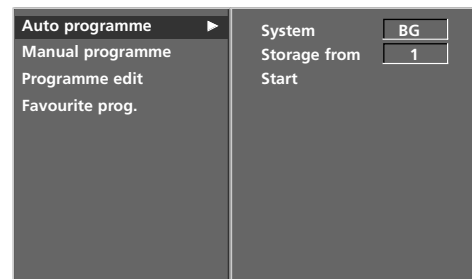 Auto programme ►
Manual programme
Programme edit
Favourite prog.
System BG
Storage from 1
Start